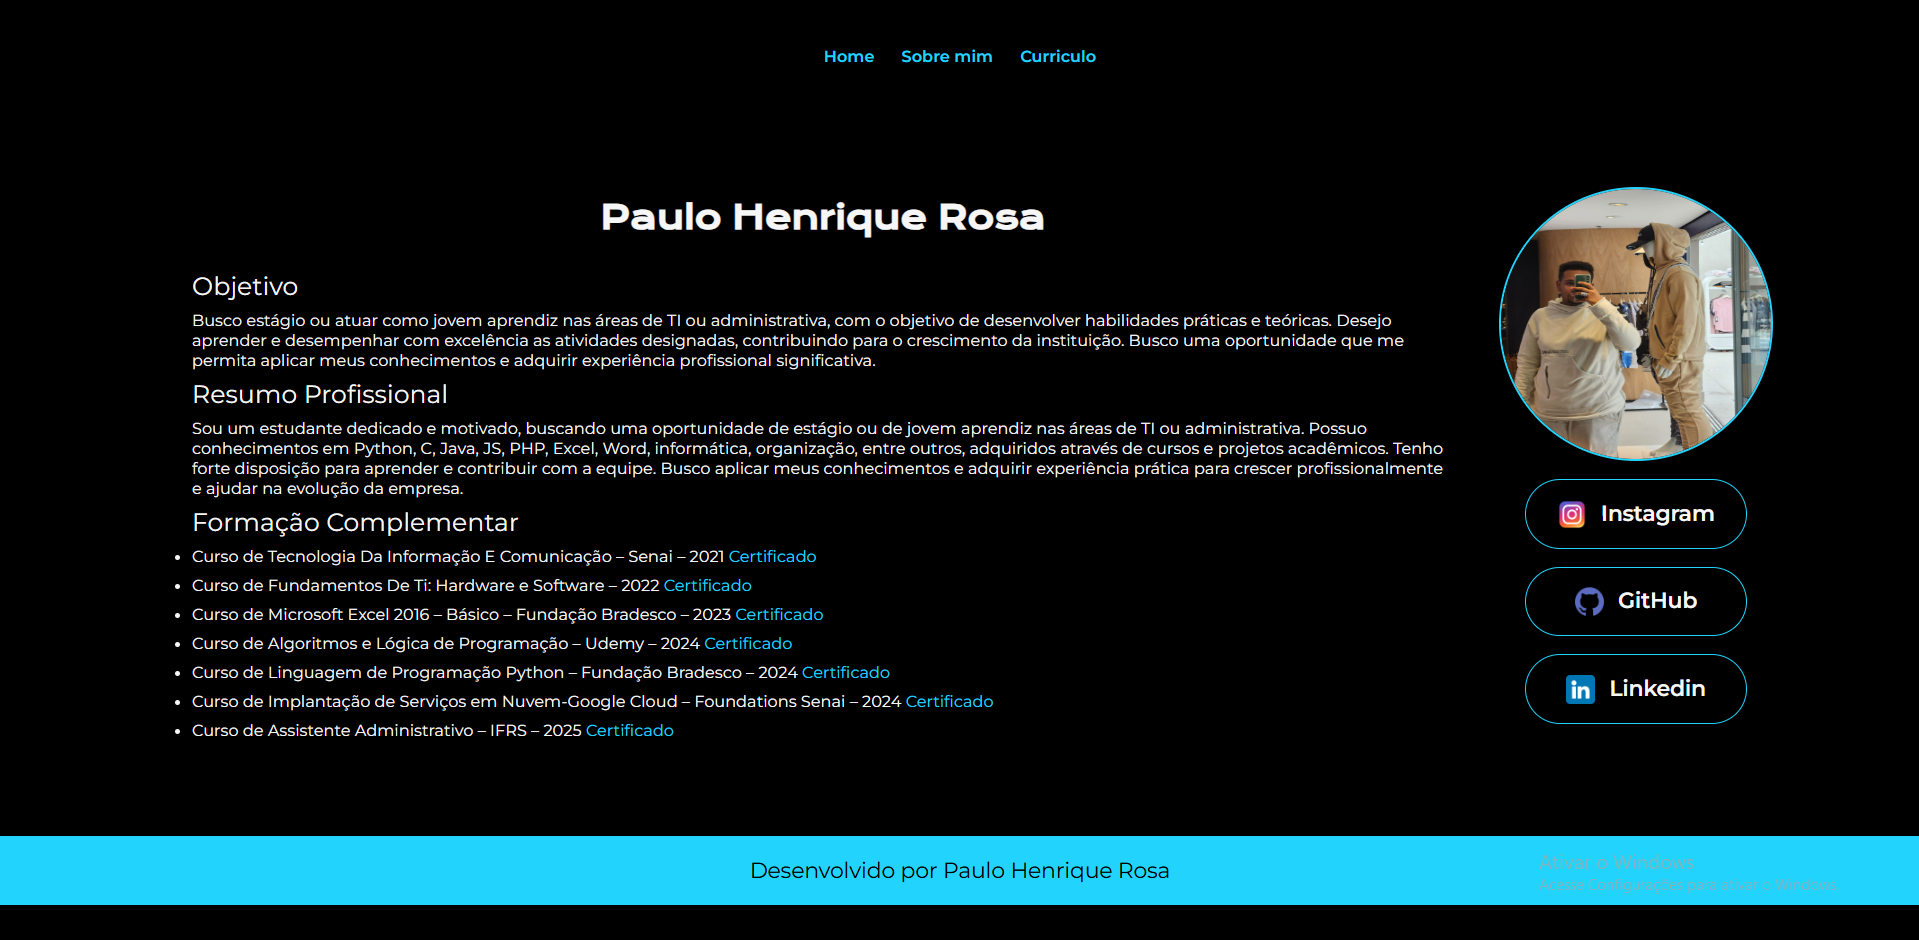 Home Sobre mim Curriculo
Paulo Henrique Rosa
Objetivo
Busco estágio ou atuar como jovem aprendiz nas áreas de TI ou administrativa, com o objetivo de desenvolver habilidades práticas e teóricas. Desejo
aprender e desempenhar com excelência as atividades designadas, contribuindo para o crescimento da instituição. Busco uma oportunidade que me
permita aplicar meus conhecimentos e adquirir experiência profissional significativa.
Resumo Profissional
Sou um estudante dedicado e motivado, buscando uma oportunidade de estágio ou de jovem aprendiz nas áreas de TI ou administrativa. Possuo
conhecimentos em Python, C, Java, JS, PHP, Excel, Word, informática, organização, entre outros, adquiridos através de cursos e projetos acadêmicos. Tenho
forte disposição para aprender e contribuir com a equipe. Busco aplicar meus conhecimentos e adquirir experiência prática para crescer profissionalmente
e ajudar na evolução da empresa.
Formação Complementar
• Curso de Tecnologia Da Informação E Comunicação – Senai – 2021 Certificado
• Curso de Fundamentos De Ti: Hardware e Software – 2022 Certificado
• Curso de Microsoft Excel 2016 – Básico – Fundação Bradesco – 2023 Certificado
• Curso de Algoritmos e Lógica de Programação – Udemy – 2024 Certificado
• Curso de Linguagem de Programação Python – Fundação Bradesco – 2024 Certificado
• Curso de Implantação de Serviços em Nuvem-Google Cloud – Foundations Senai – 2024 Certificado
• Curso de Assistente Administrativo – IFRS – 2025 Certificado
Instagram
GitHub
Linkedin
Desenvolvido por Paulo Henrique Rosa
Ativar o Windows
Acesse Configurações para ativar o Windows.